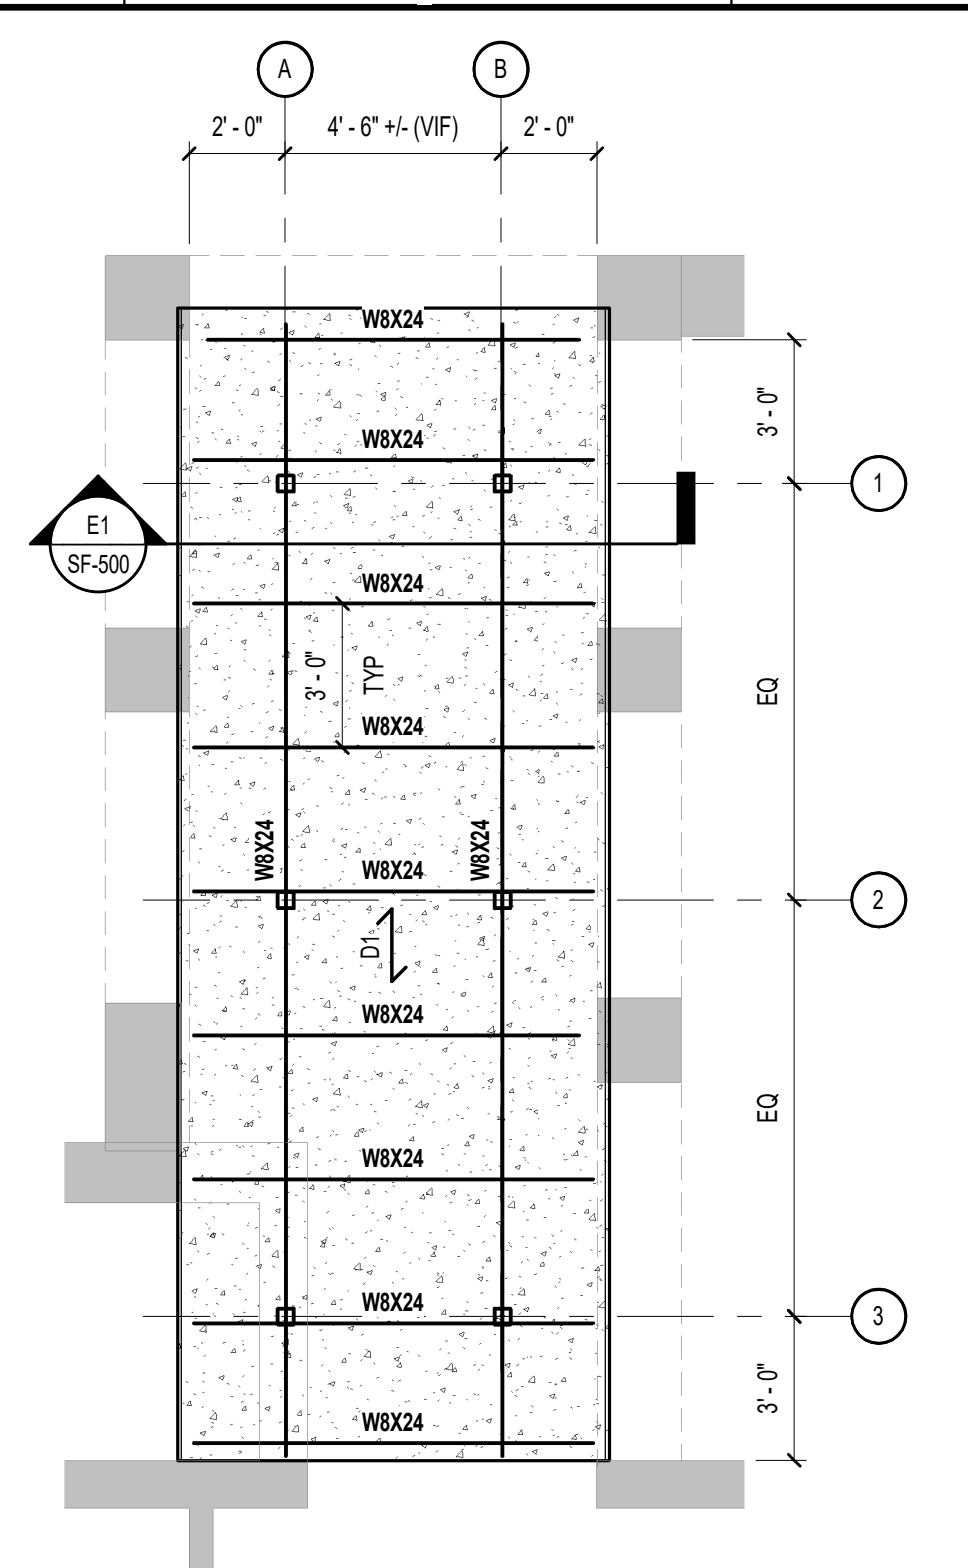 A
B
2' - 0"
4' - 6" +/- (VIF)
2' - 0"
W8X24
3' - 0"
W8X24
1
E1
SF-500
W8X24
3' - 0"
TYP
EQ
W8X24
W8X24
W8X24
W8X24
2
D1
W8X24
EQ
W8X24
W8X24
3
3' - 0"
W8X24